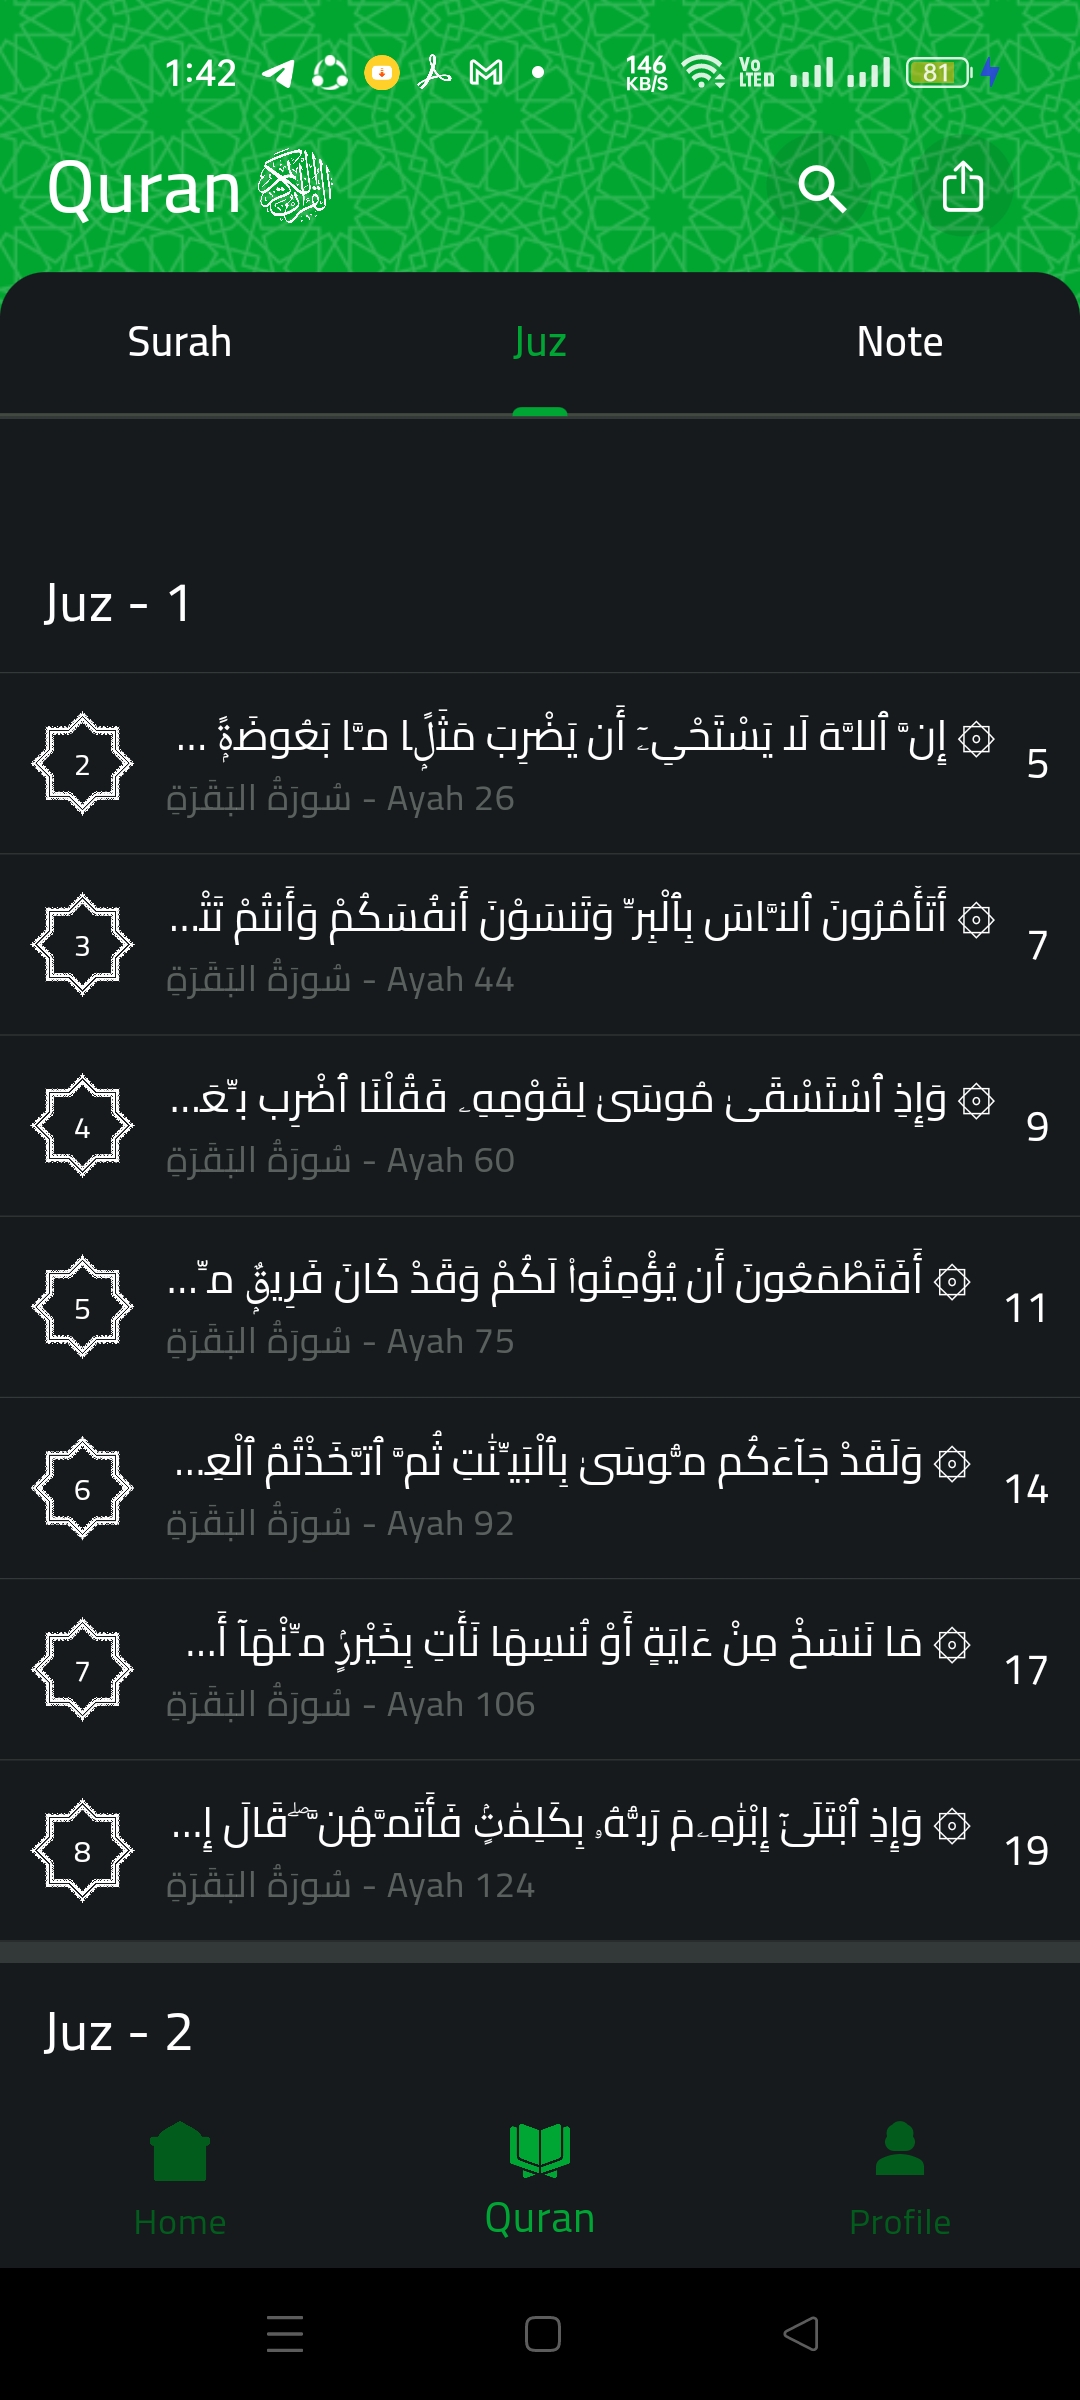 1:42
146 KB/S
Vo LTED
81
Quran
Surah
Juz
Note
Juz - 1
2
۞ إِنَّ ٱللَّهَ لَا يَسْتَحْىِۦٓ أَن يَضْرِبَ مَثَلًۭا مَّا بَعُوضَةًۭ ...
سُورَةُ البَقَرَةِ - Ayah 26
5
3
۞ أَتَأْمُرُونَ ٱلنَّاسَ بِٱلْبِرِّ وَتَنسَوْنَ أَنفُسَكُمْ وَأَنتُمْ تَتْ...
سُورَةُ البَقَرَةِ - Ayah 44
7
4
۞ وَإِذِ ٱسْتَسْقَىٰ مُوسَىٰ لِقَوْمِهِۦ فَقُلْنَا ٱضْرِب بِّعَ...
سُورَةُ البَقَرَةِ - Ayah 60
9
5
۞ أَفَتَطْمَعُونَ أَن يُؤْمِنُوا۟ لَكُمْ وَقَدْ كَانَ فَرِيقٌۭ مِّ...
سُورَةُ البَقَرَةِ - Ayah 75
11
6
۞ وَلَقَدْ جَآءَكُم مُّوسَىٰ بِٱلْبَيِّنَٰتِ ثُمَّ ٱتَّخَذْتُمُ ٱلْعِ...
سُورَةُ البَقَرَةِ - Ayah 92
14
7
۞ مَا نَنسَخْ مِنْ ءَايَةٍ أَوْ نُنسِهَا نَأْتِ بِخَيْرٍۢ مِّنْهَآ أَ...
سُورَةُ البَقَرَةِ - Ayah 106
17
8
۞ وَإِذِ ٱبْتَلَىٰٓ إِبْرَٰهِۦمَ رَبُّهُۥ بِكَلِمَٰتٍۢ فَأَتَمَّهُنَّ ۖ قَالَ إِ...
سُورَةُ البَقَرَةِ - Ayah 124
19
Juz - 2
Home
Quran
Profile